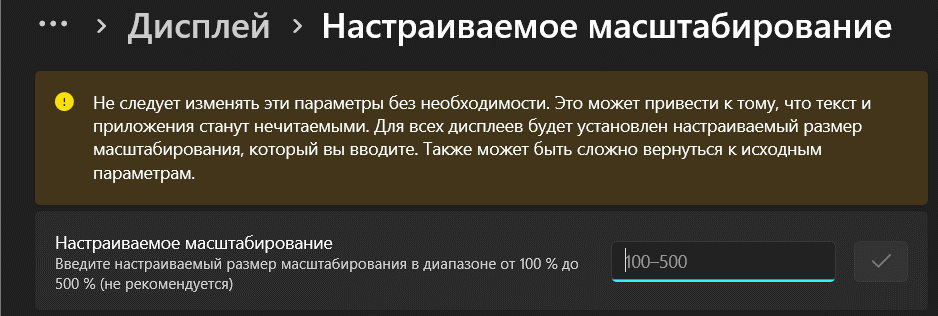 ··· > Дисплей > Настраиваемое масштабирование
Не следует изменять эти параметры без необходимости. Это может привести к тому, что текст и
приложения станут нечитаемыми. Для всех дисплеев будет установлен настраиваемый размер
масштабирования, который вы вводите. Также может быть сложно вернуться к исходным
параметрам.
Настраиваемое масштабирование
Введите настраиваемый размер масштабирования в диапазоне от 100 % до
500 % (не рекомендуется)
100–500